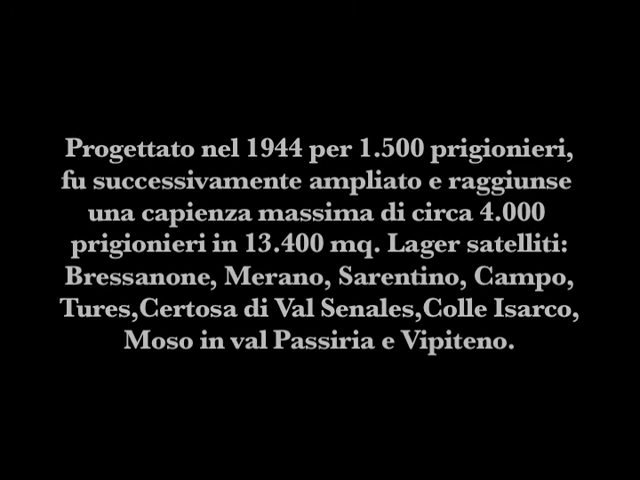 Progettato nel 1944 per 1.500 prigionieri,
fu successivamente ampliato e raggiunse
una capienza massima di circa 4.000
prigionieri in 13.400 mq. Lager satelliti:
Bressanone, Merano, Sarentino, Campo,
Tures,Certosa di Val Senales,Colle Isarco,
Moso in val Passiria e Vipiteno.